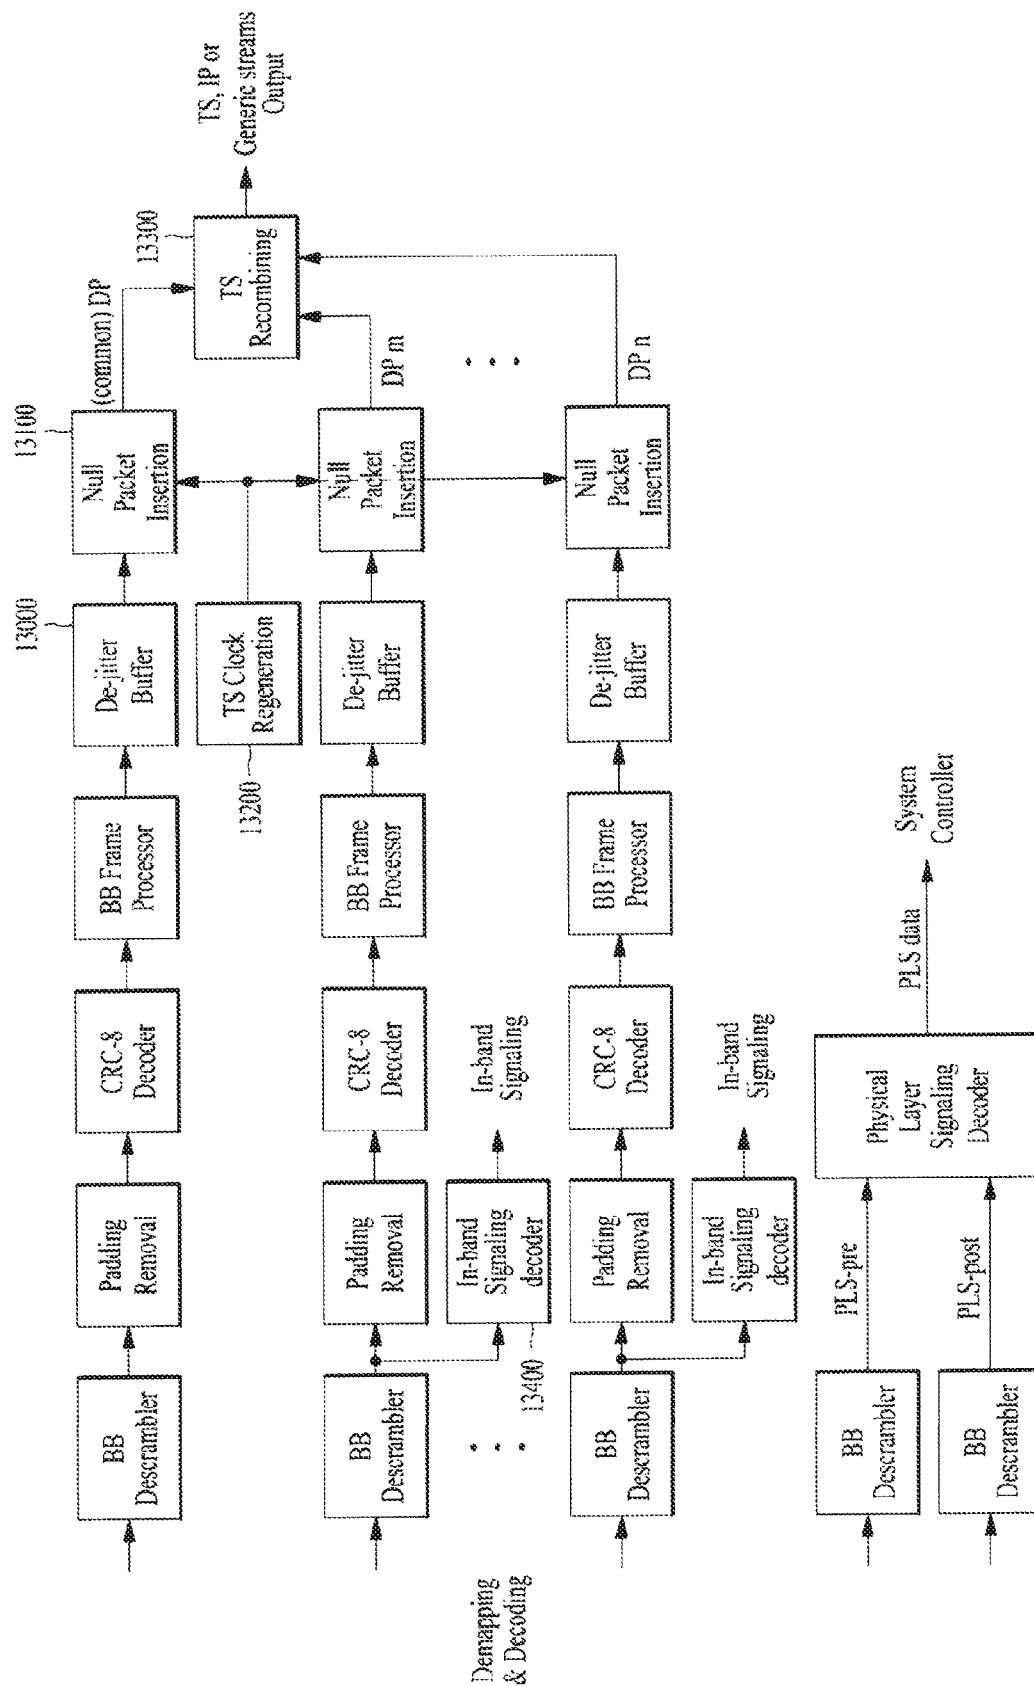 Demapping
& Decoding
BB
Descrambler
Padding
Removal
CRC-8
Decoder
BB Frame
Processor
13000
De-jitter
Buffer
13100
Null
Packet
Insertion
(common) DP
13200
TS Clock
Regeneration
13300
TS
Recombining
TS, IP or
Generic streams
Output
BB
Descrambler
Padding
Removal
CRC-8
Decoder
BB Frame
Processor
De-jitter
Buffer
Null
Packet
Insertion
DP m
13400
In-band
Signaling
decoder
In-band
Signaling
BB
Descrambler
Padding
Removal
CRC-8
Decoder
BB Frame
Processor
De-jitter
Buffer
Null
Packet
Insertion
DP n
In-band
Signaling
decoder
In-band
Signaling
BB
Descrambler
PLS-pre
BB
Descrambler
PLS-post
Physical
Layer
Signaling
Decoder
PLS data
System
Controller